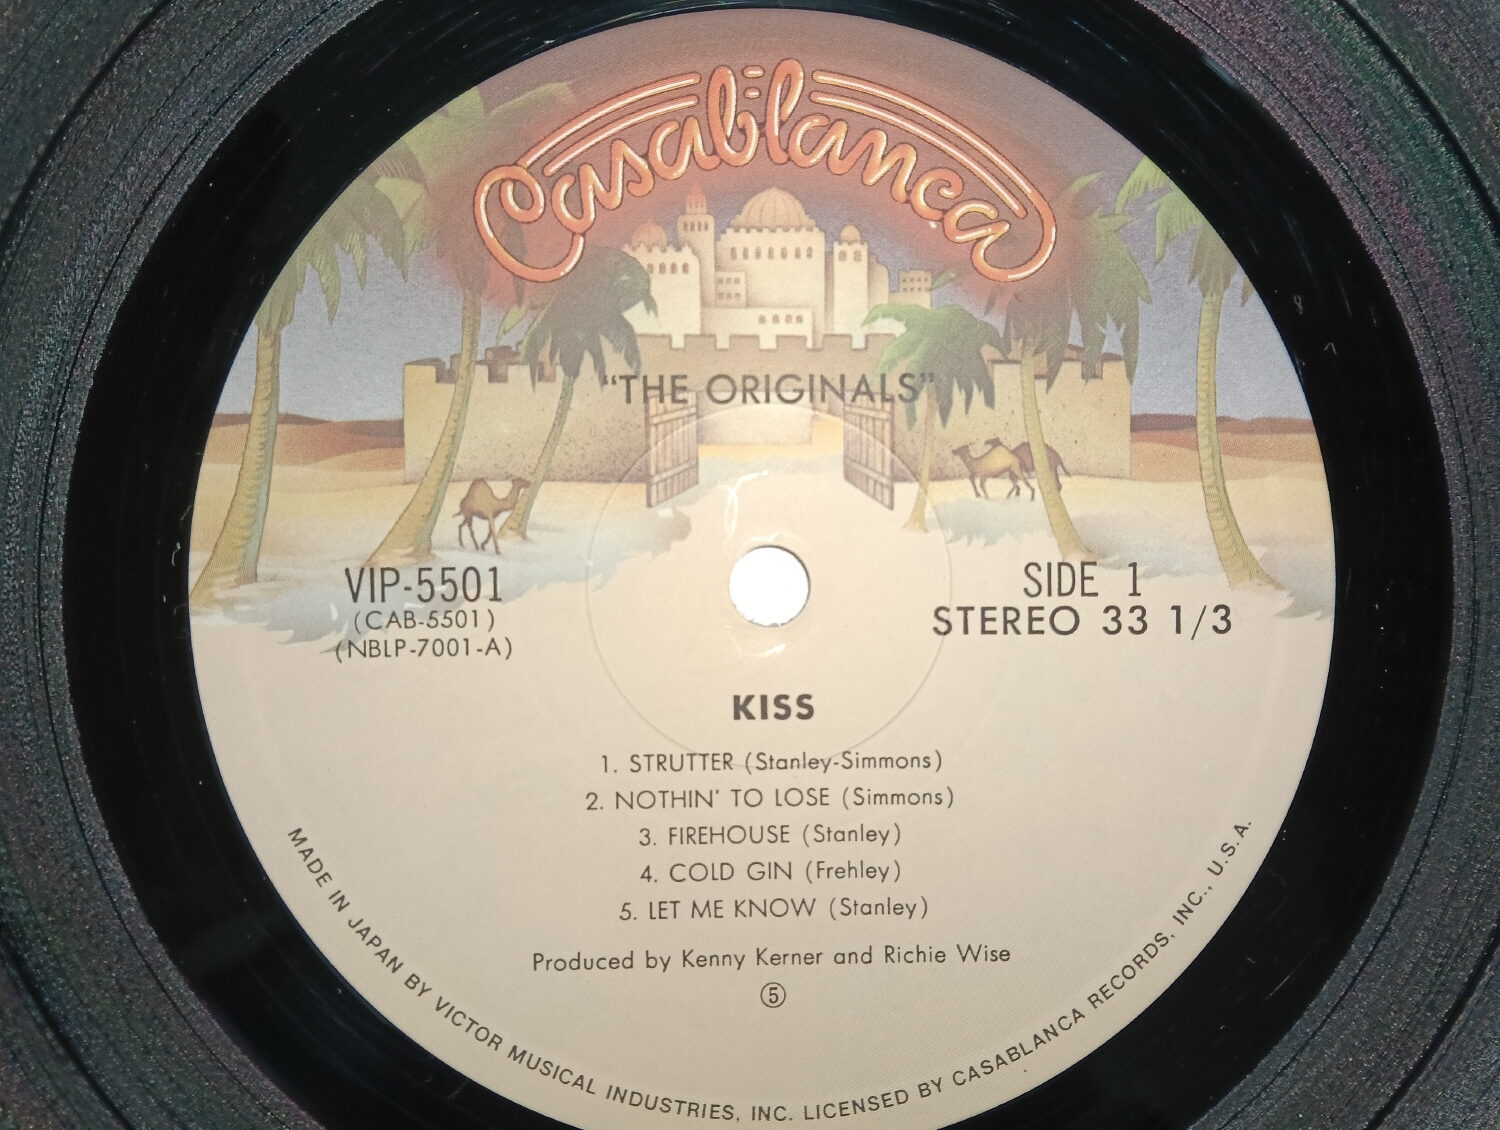 Casablanca
"THE ORIGINALS"
VIP-5501
(CAB-5501)
(NBLP-7001-A)
SIDE 1
STEREO 33 1/3
KISS
1. STRUTTER (Stanley-Simmons)
2. NOTHIN' TO LOSE (Simmons)
3. FIREHOUSE (Stanley)
4. COLD GIN (Frehley)
5. LET ME KNOW (Stanley)
Produced by Kenny Kerner and Richie Wise
⑤
MADE IN JAPAN BY VICTOR MUSICAL INDUSTRIES, INC. LICENSED BY CASABLANCA RECORDS, INC., U.S.A.